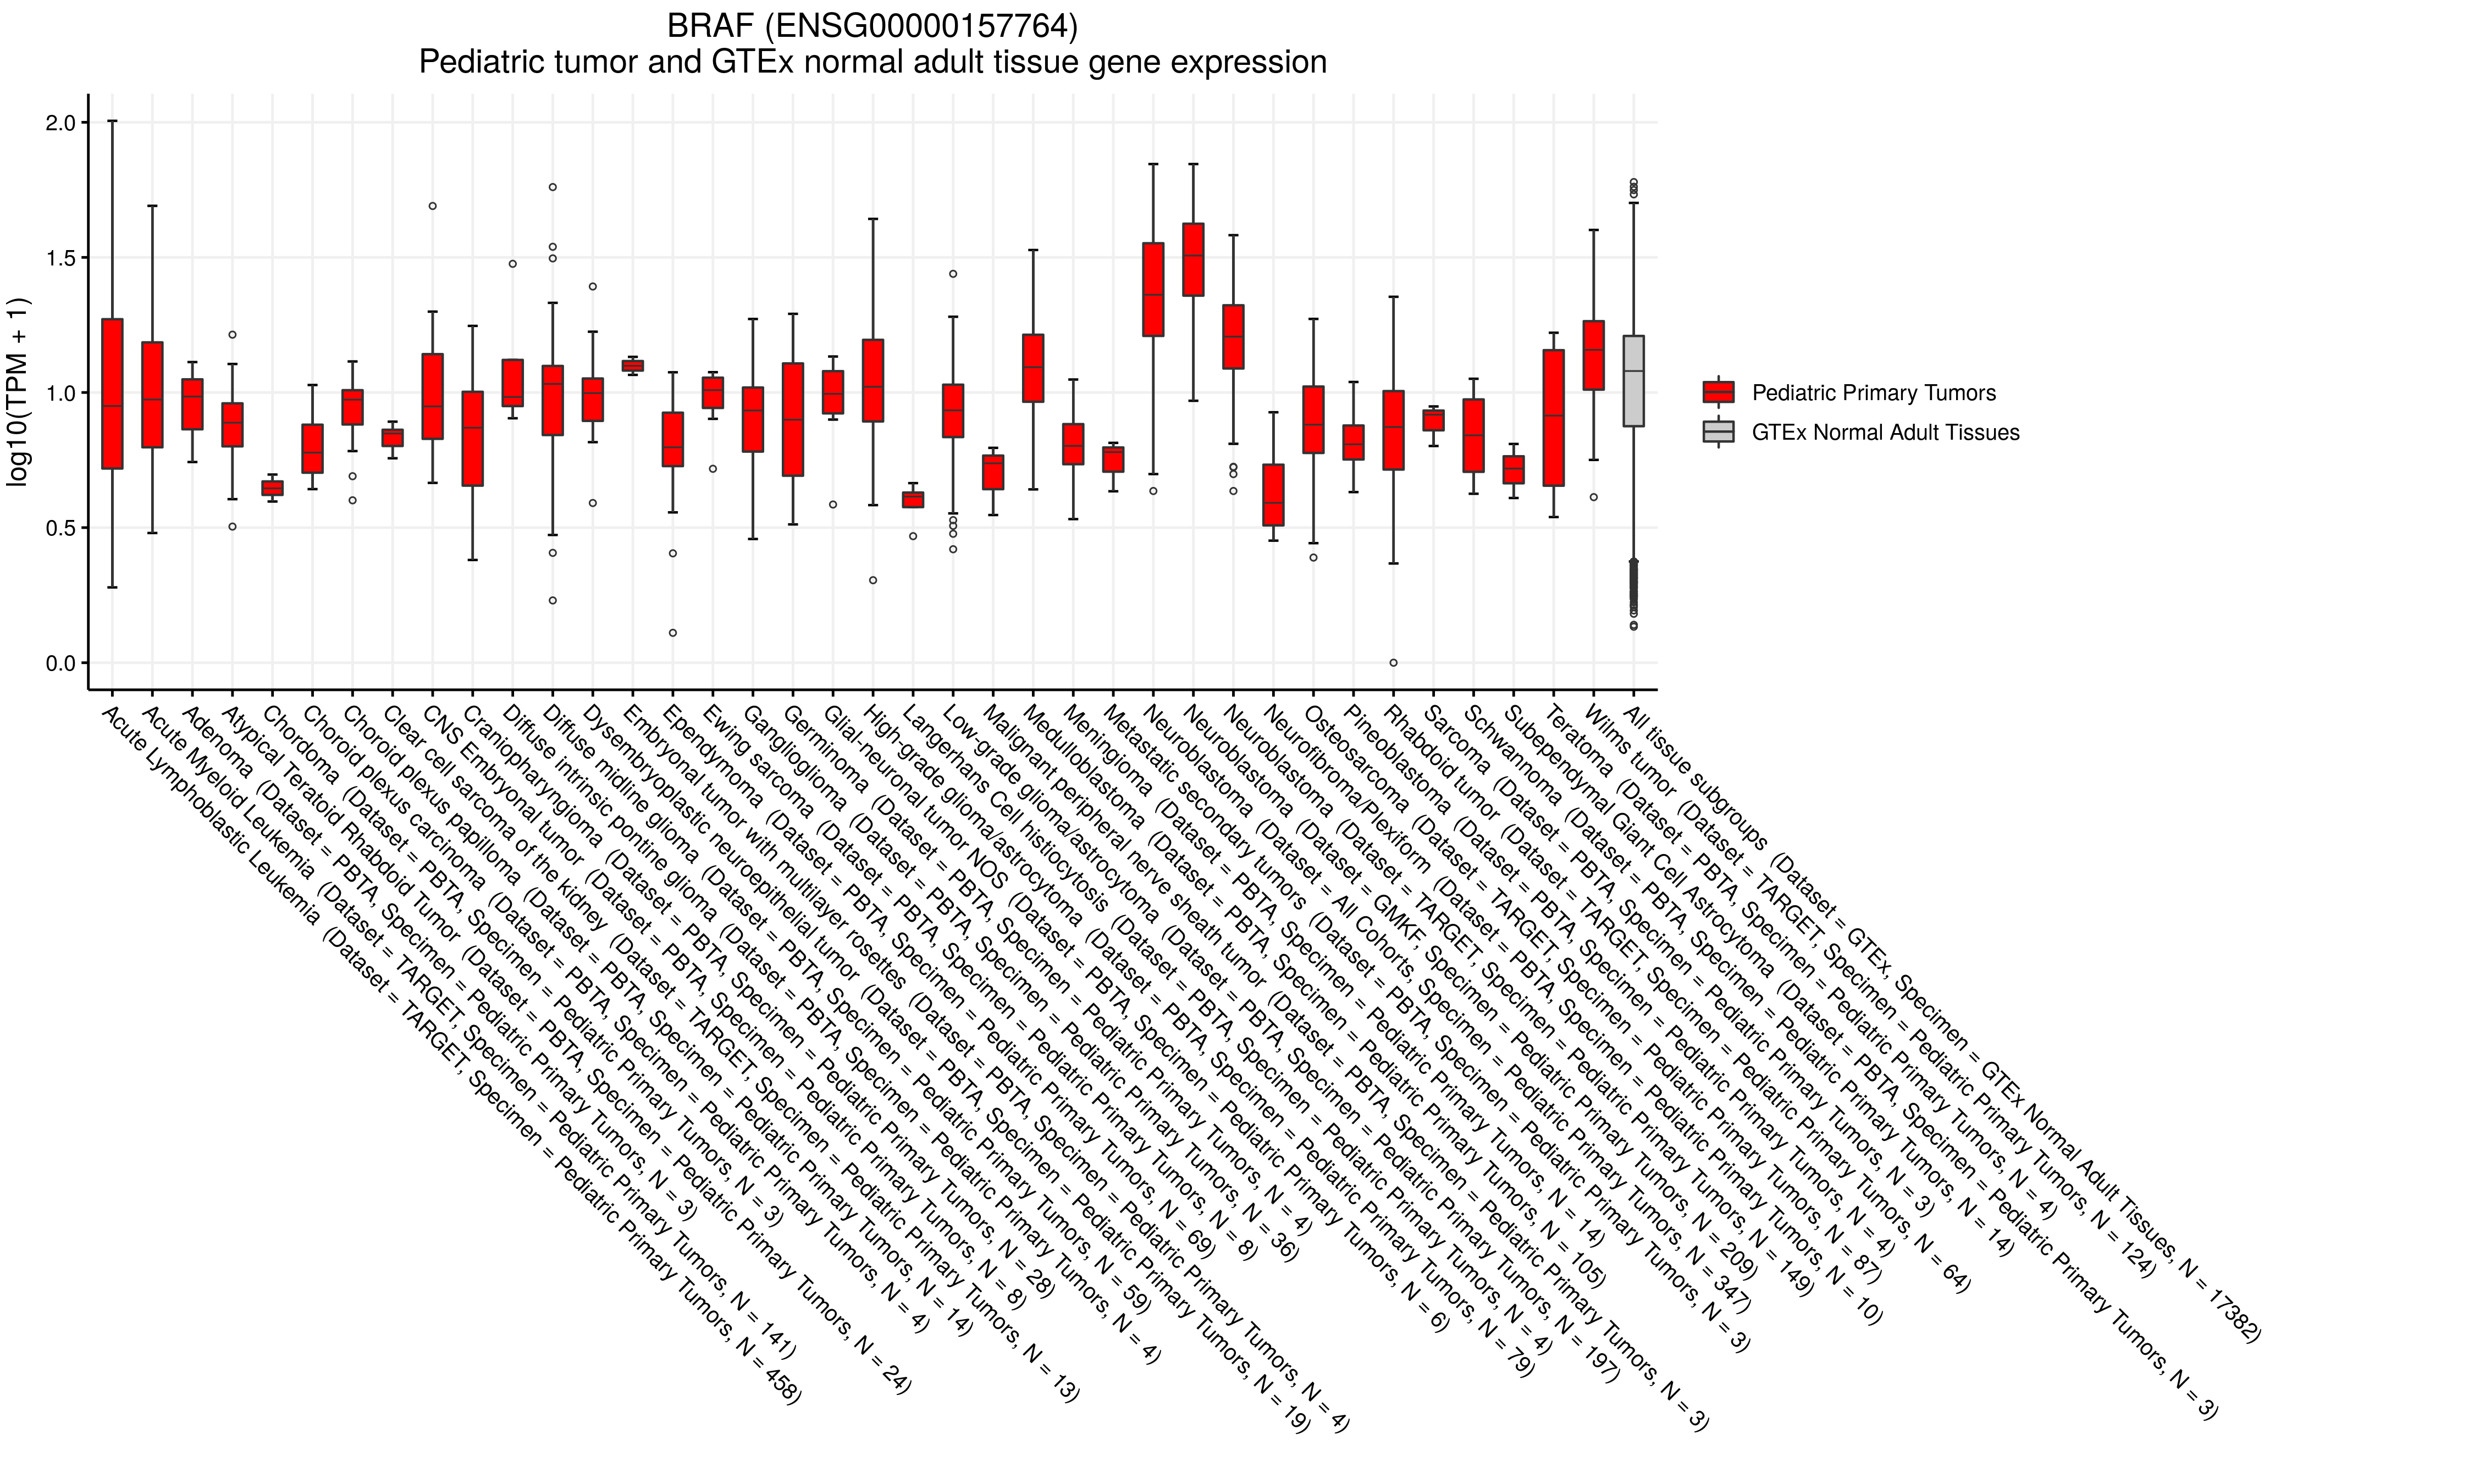 BRAF (ENSG00000157764)
Pediatric tumor and GTEx normal adult tissue gene expression
log10(TPM + 1)
2.0
1.5
1.0
0.5
0.0
Acute Lymphoblastic Leukemia (Dataset = TARGET, Specimen = Pediatric Primary Tumors, N = 458)
Acute Myeloid Leukemia (Dataset = TARGET, Specimen = Pediatric Primary Tumors, N = 141)
Adenoma (Dataset = PBTA, Specimen = Pediatric Primary Tumors, N = 3)
Atypical Teratoid Rhabdoid Tumor (Dataset = PBTA, Specimen = Pediatric Primary Tumors, N = 24)
Chordoma (Dataset = PBTA, Specimen = Pediatric Primary Tumors, N = 3)
Choroid plexus carcinoma (Dataset = PBTA, Specimen = Pediatric Primary Tumors, N = 4)
Choroid plexus papilloma (Dataset = PBTA, Specimen = Pediatric Primary Tumors, N = 14)
Clear cell sarcoma of the kidney (Dataset = TARGET, Specimen = Pediatric Primary Tumors, N = 13)
CNS Embryonal tumor (Dataset = PBTA, Specimen = Pediatric Primary Tumors, N = 8)
Craniopharyngioma (Dataset = PBTA, Specimen = Pediatric Primary Tumors, N = 28)
Diffuse intrinsic pontine glioma (Dataset = PBTA, Specimen = Pediatric Primary Tumors, N = 4)
Diffuse midline glioma (Dataset = PBTA, Specimen = Pediatric Primary Tumors, N = 59)
Dysembryoplastic neuroepithelial tumor (Dataset = PBTA, Specimen = Pediatric Primary Tumors, N = 19)
Embryonal tumor with multilayer rosettes (Dataset = PBTA, Specimen = Pediatric Primary Tumors, N = 4)
Ependymoma (Dataset = PBTA, Specimen = Pediatric Primary Tumors, N = 69)
Ewing sarcoma (Dataset = PBTA, Specimen = Pediatric Primary Tumors, N = 8)
Ganglioglioma (Dataset = PBTA, Specimen = Pediatric Primary Tumors, N = 36)
Germinoma (Dataset = PBTA, Specimen = Pediatric Primary Tumors, N = 4)
Glial-neuronal tumor NOS (Dataset = PBTA, Specimen = Pediatric Primary Tumors, N = 6)
High-grade glioma/astrocytoma (Dataset = PBTA, Specimen = Pediatric Primary Tumors, N = 79)
Langerhans Cell histiocytosis (Dataset = PBTA, Specimen = Pediatric Primary Tumors, N = 4)
Low-grade glioma/astrocytoma (Dataset = PBTA, Specimen = Pediatric Primary Tumors, N = 197)
Malignant peripheral nerve sheath tumor (Dataset = PBTA, Specimen = Pediatric Primary Tumors, N = 3)
Medulloblastoma (Dataset = PBTA, Specimen = Pediatric Primary Tumors, N = 105)
Meningioma (Dataset = PBTA, Specimen = Pediatric Primary Tumors, N = 14)
Metastatic secondary tumors (Dataset = PBTA, Specimen = Pediatric Primary Tumors, N = 3)
Neuroblastoma (Dataset = All Cohorts, Specimen = Pediatric Primary Tumors, N = 347)
Neuroblastoma (Dataset = GMKF, Specimen = Pediatric Primary Tumors, N = 209)
Neuroblastoma (Dataset = TARGET, Specimen = Pediatric Primary Tumors, N = 149)
Neurofibroma/Plexiform (Dataset = PBTA, Specimen = Pediatric Primary Tumors, N = 10)
Osteosarcoma (Dataset = TARGET, Specimen = Pediatric Primary Tumors, N = 87)
Pineoblastoma (Dataset = PBTA, Specimen = Pediatric Primary Tumors, N = 4)
Rhabdoid tumor (Dataset = TARGET, Specimen = Pediatric Primary Tumors, N = 64)
Sarcoma (Dataset = PBTA, Specimen = Pediatric Primary Tumors, N = 3)
Schwannoma (Dataset = PBTA, Specimen = Pediatric Primary Tumors, N = 14)
Subependymal Giant Cell Astrocytoma (Dataset = PBTA, Specimen = Pediatric Primary Tumors, N = 3)
Teratoma (Dataset = PBTA, Specimen = Pediatric Primary Tumors, N = 4)
Wilms tumor (Dataset = TARGET, Specimen = Pediatric Primary Tumors, N = 124)
All tissue subgroups (Dataset = GTEx, Specimen = GTEx Normal Adult Tissues, N = 17382)
Pediatric Primary Tumors
GTEx Normal Adult Tissues